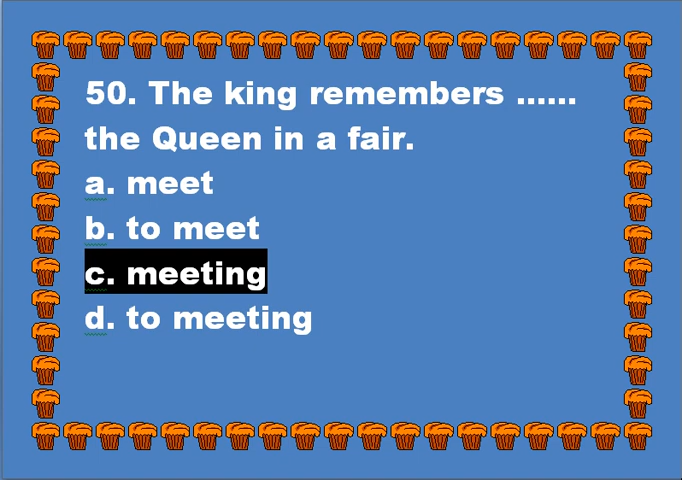 50. The king remembers ......
the Queen in a fair.
a. meet
b. to meet
c. meeting
d. to meeting